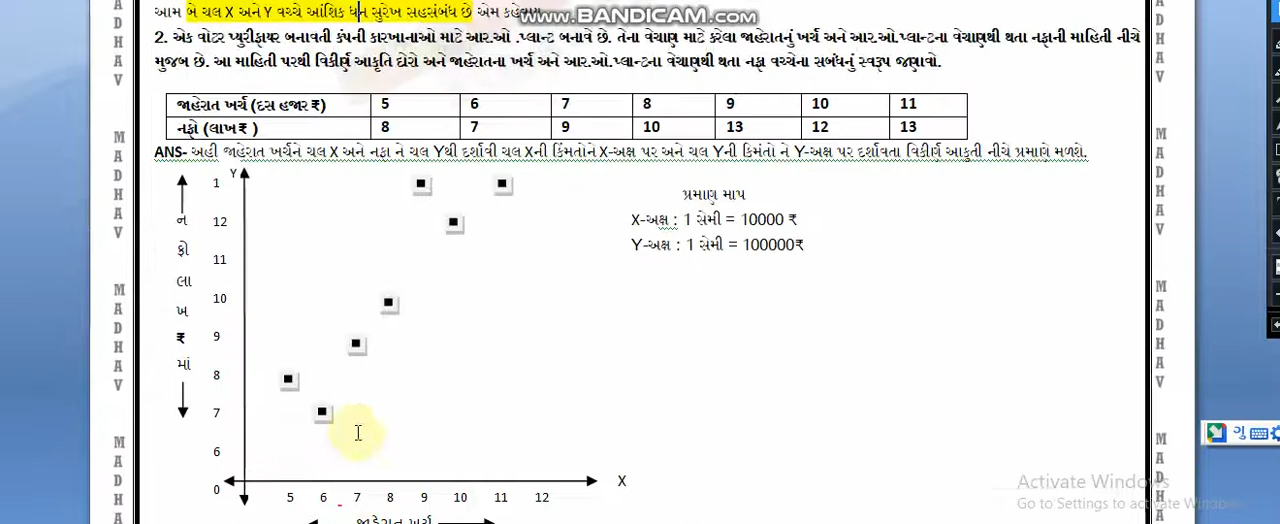 આમ બે ચલ X અને Y વચ્ચે આંશિક ધન સુરેખ સહસંબંધ છે એમ કહેવાય
www.BANDICAM.com
2. એક વોટર પ્યુરીફાયર બનાવતી કંપની કારખાનાઓ માટે આર.ઓ .પ્લાન્ટ બનાવે છે. તેના વેચાણ માટે કરેલા જાહેરાતનું ખર્ચ અને આર.ઓ.પ્લાન્ટના વેચાણથી થતા નફાની માહિતી નીચે
મુજબ છે. આ માહિતી પરથી વિકીર્ણ આકૃતિ દોરો અને જાહેરાતના ખર્ચ અને આર.ઓ.પ્લાન્ટના વેચાણથી થતા નફા વચ્ચેના સબંધનું સ્વરૂપ જણાવો.
જાહેરાત ખર્ચ (દસ હજાર ₹) 5 6 7 8 9 10 11
નફો (લાખ ₹ ) 8 7 9 10 13 12 13
ANS- અહી જાહેરાત ખર્ચને ચલ X અને નફા ને ચલ Yથી દર્શાવી ચલ Xની કિંમતોને X-અક્ષ પર અને ચલ Yની કિમંતો ને Y-અક્ષ પર દર્શાવતા વિકીર્ણ આકુતી નીચે પ્રમાણે મળશે.
Y
1
12
11
10
9
8
7
6
0
ન
ફો
લા
ખ
₹
માં
પ્રમાણ માપ
X-અક્ષ : 1 સેમી = 10000 ₹
Y-અક્ષ : 1 સેમી = 100000₹
X
5 6 7 8 9 10 11 12
જાહેરાત ખર્ચ
MADHAV
MADHAV
Activate Windows
Go to Settings to activate Windows.
ગુ